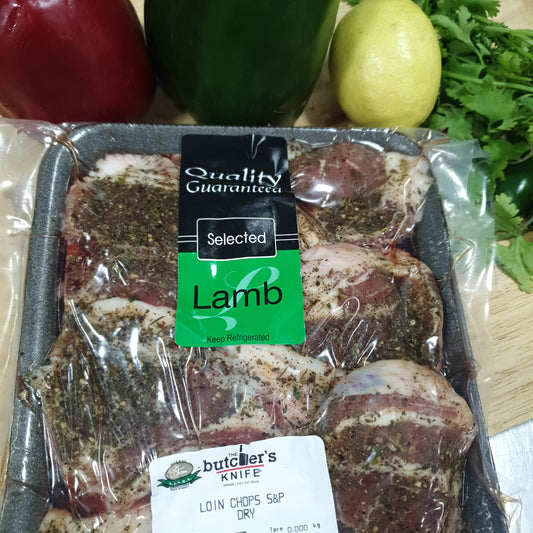 Quality
Guaranteed
Selected
Lamb
Keep Refrigerated
THE
butcher's
KNIFE
LOIN CHOPS S&P
DRY
Tare 0.000 kg